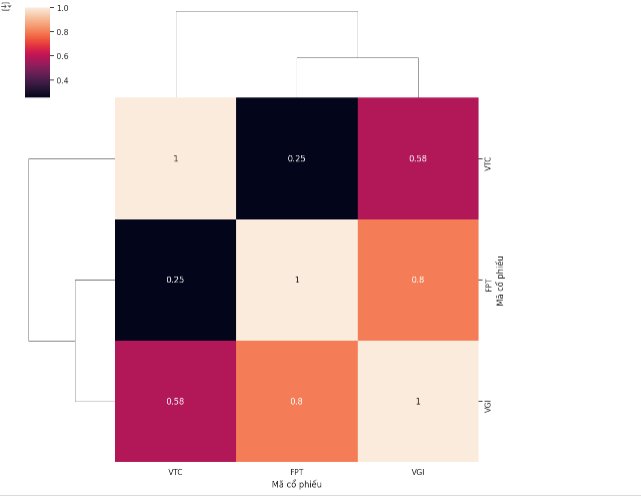 1.0
0.8
0.6
0.4
1 0.25 0.58
VTC
0.25 1 0.8
FPT
Mã cổ phiếu
0.58 0.8 1
VGI
VTC FPT VGI
Mã cổ phiếu